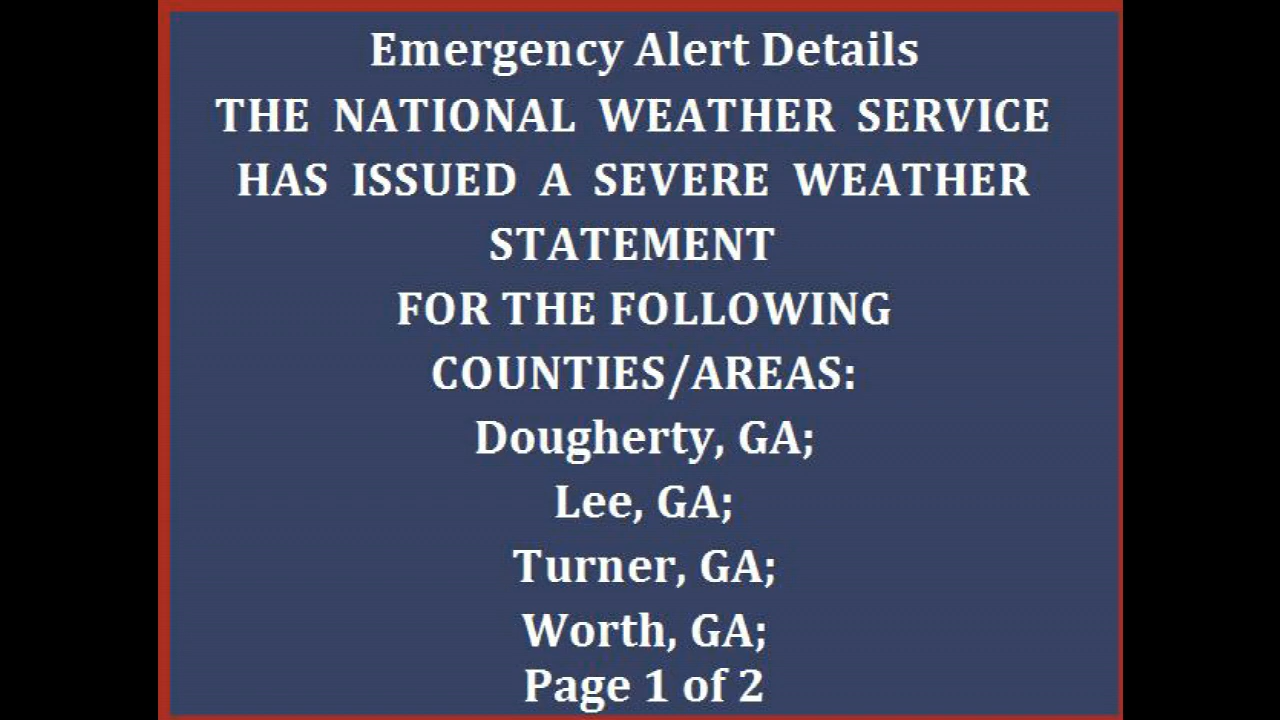 Emergency Alert Details
THE NATIONAL WEATHER SERVICE
HAS ISSUED A SEVERE WEATHER
STATEMENT
FOR THE FOLLOWING
COUNTIES/AREAS:
Dougherty, GA;
Lee, GA;
Turner, GA;
Worth, GA;
Page 1 of 2